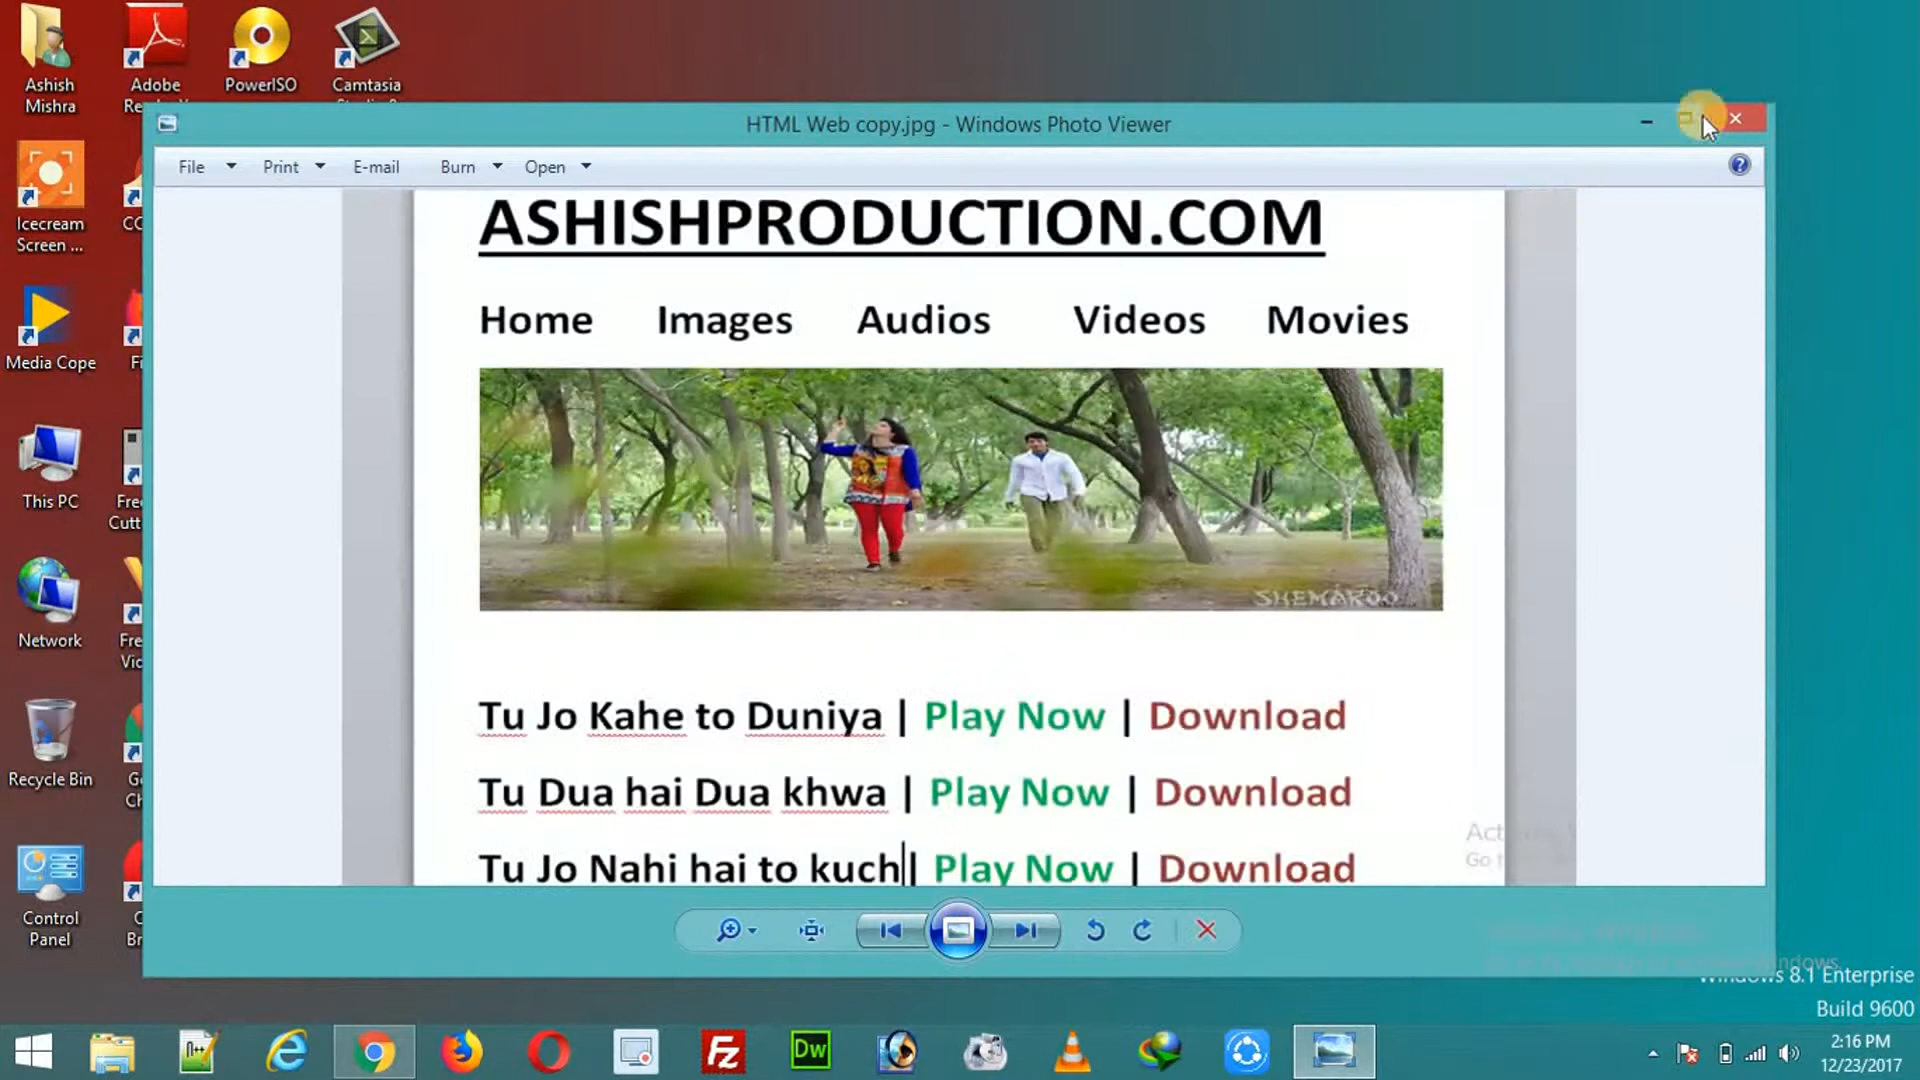 Ashish
Mishra
Adobe
PowerISO
Camtasia
HTML Web copy.jpg - Windows Photo Viewer
File Print E-mail Burn Open
Icecream
Screen ...
ASHISHPRODUCTION.COM
Home Images Audios Videos Movies
Media Cope
SHEMAROO
This PC
Network
Tu Jo Kahe to Duniya | Play Now | Download
Recycle Bin
Tu Dua hai Dua khwa | Play Now | Download
Tu Jo Nahi hai to kuch| Play Now | Download
Control
Panel
Windows 8.1 Enterprise
Build 9600
2:16 PM
12/23/2017